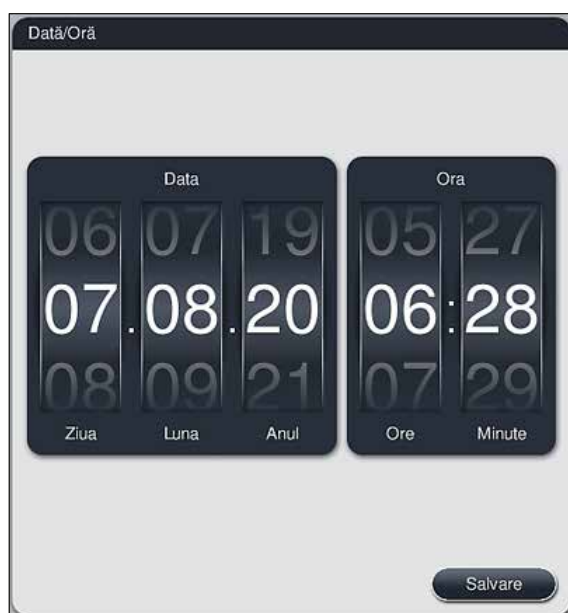 Dată/Oră
Data Ora
06 07 19 05 27
07.08.20 06:28
08 09 21 07 29
Ziua Luna Anul Ore Minute
Salvare